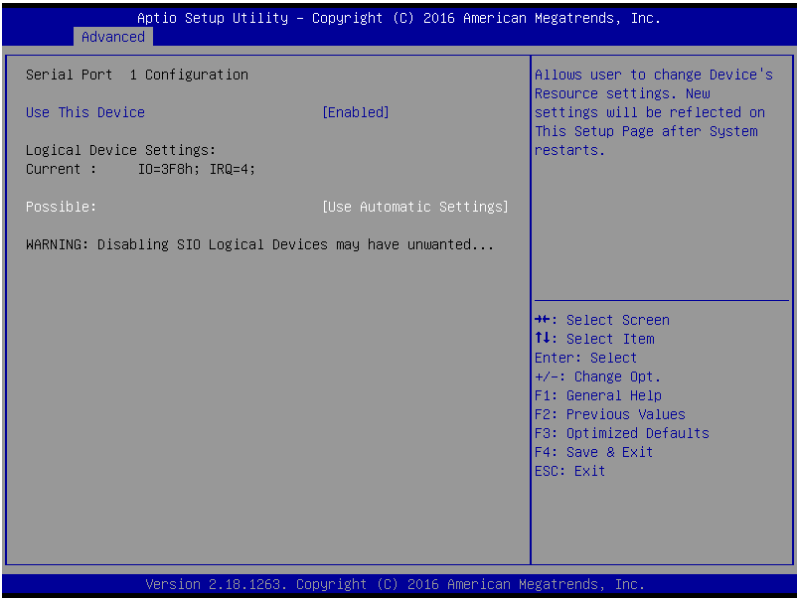 Aptio Setup Utility – Copyright (C) 2016 American Megatrends, Inc.
Advanced
Serial Port  1 Configuration
Use This Device [Enabled]
Logical Device Settings:
Current : IO=3F8h; IRQ=4;
Possible: [Use Automatic Settings]
WARNING: Disabling SIO Logical Devices may have unwanted...
Allows user to change Device's
Resource settings. New
settings will be reflected on
This Setup Page after System
restarts.
→←: Select Screen
↑↓: Select Item
Enter: Select
+/-: Change Opt.
F1: General Help
F2: Previous Values
F3: Optimized Defaults
F4: Save & Exit
ESC: Exit
Version 2.18.1263. Copyright (C) 2016 American Megatrends, Inc.